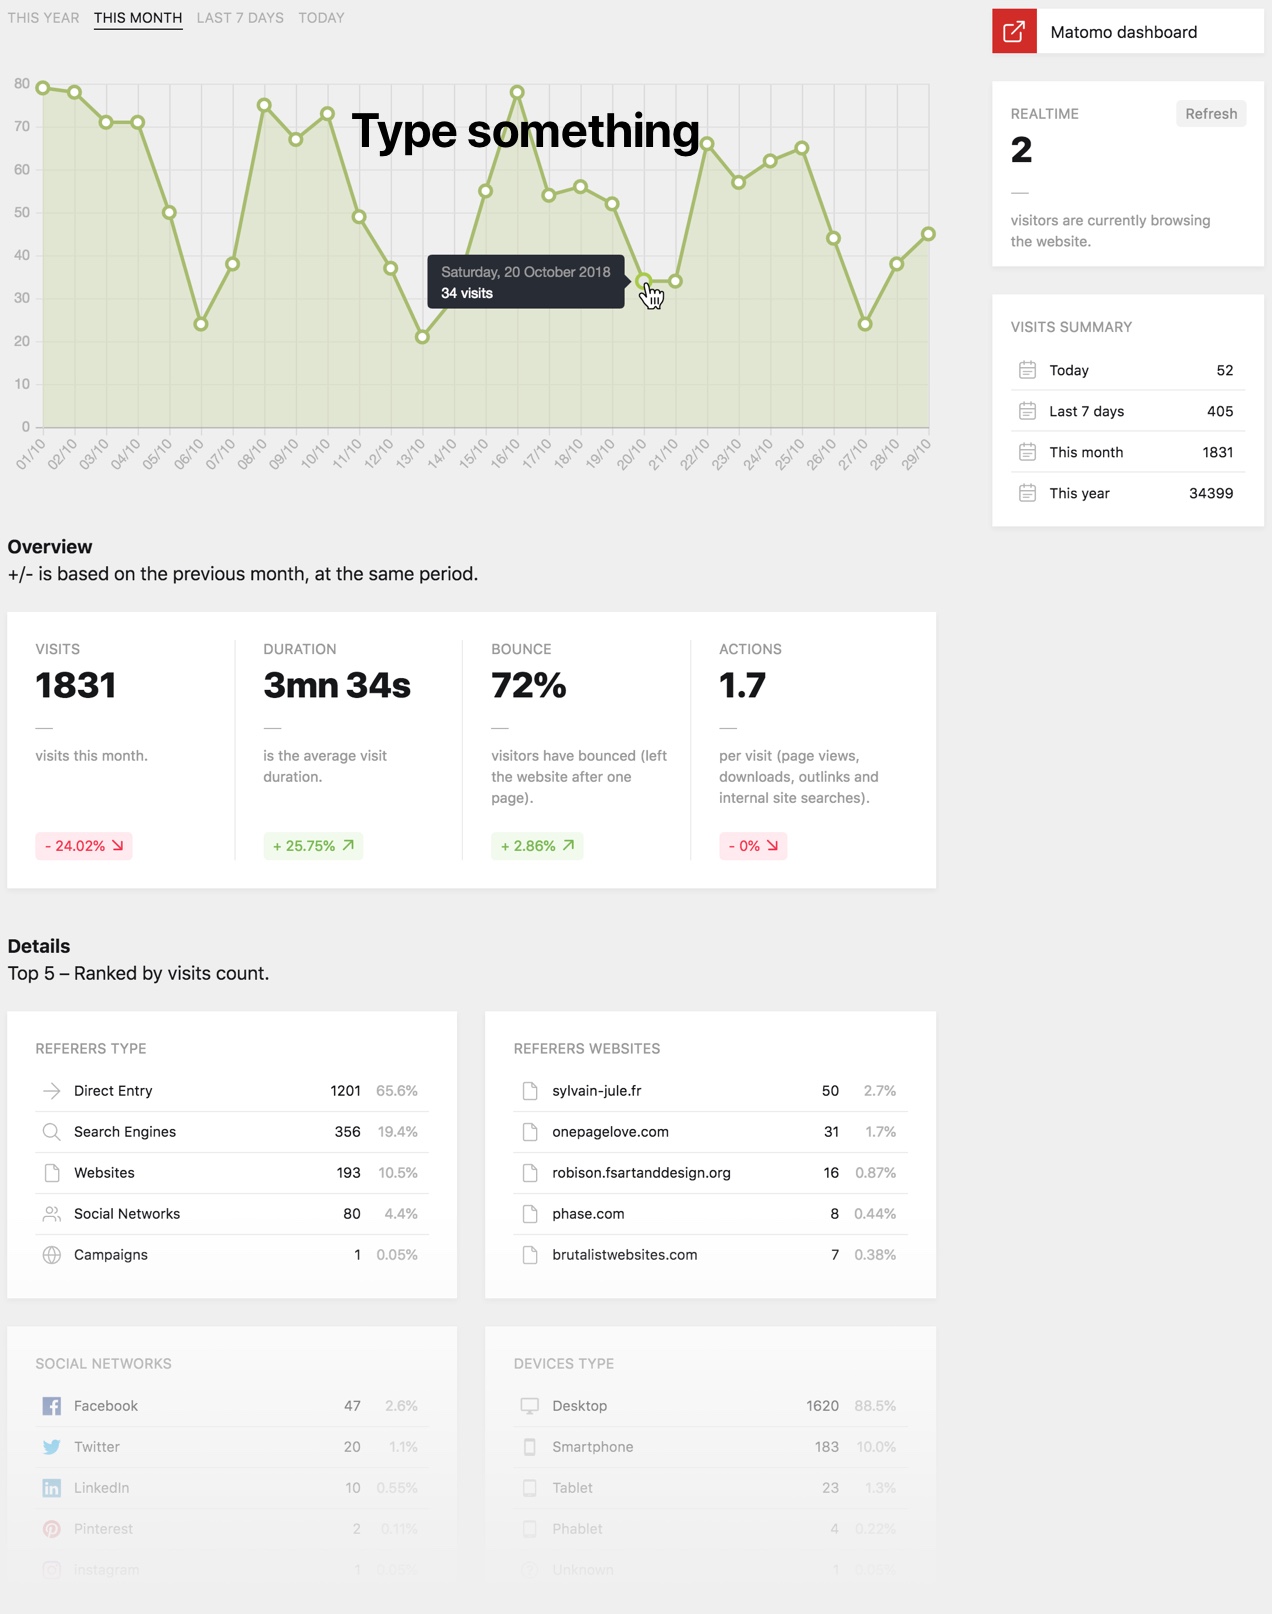 THIS YEAR THIS MONTH LAST 7 DAYS TODAY
Matomo dashboard
80
70
60
50
40
30
20
10
0
Type something
Saturday, 20 October 2018
34 visits
01/10 02/10 03/10 04/10 05/10 06/10 07/10 08/10 09/10 10/10 11/10 12/10 13/10 14/10 15/10 16/10 17/10 18/10 19/10 20/10 21/10 22/10 23/10 24/10 25/10 26/10 27/10 28/10 29/10
REALTIME Refresh
2
visitors are currently browsing
the website.
VISITS SUMMARY
Today 52
Last 7 days 405
This month 1831
This year 34399
Overview
+/- is based on the previous month, at the same period.
VISITS
1831
—
visits this month.
- 24.02%
DURATION
3mn 34s
—
is the average visit
duration.
+ 25.75%
BOUNCE
72%
—
visitors have bounced (left
the website after one
page).
+ 2.86%
ACTIONS
1.7
—
per visit (page views,
downloads, outlinks and
internal site searches).
- 0%
Details
Top 5 – Ranked by visits count.
REFERERS TYPE
Direct Entry 1201 65.6%
Search Engines 356 19.4%
Websites 193 10.5%
Social Networks 80 4.4%
Campaigns 1 0.05%
REFERERS WEBSITES
sylvain-jule.fr 50 2.7%
onepagelove.com 31 1.7%
robison.fsartanddesign.org 16 0.87%
phase.com 8 0.44%
brutalistwebsites.com 7 0.38%
SOCIAL NETWORKS
Facebook 47 2.6%
Twitter 20 1.1%
LinkedIn 10 0.55%
Pinterest 2 0.11%
instagram 1 0.05%
DEVICES TYPE
Desktop 1620 88.5%
Smartphone 183 10.0%
Tablet 23 1.3%
Phablet 4 0.22%
Unknown 1